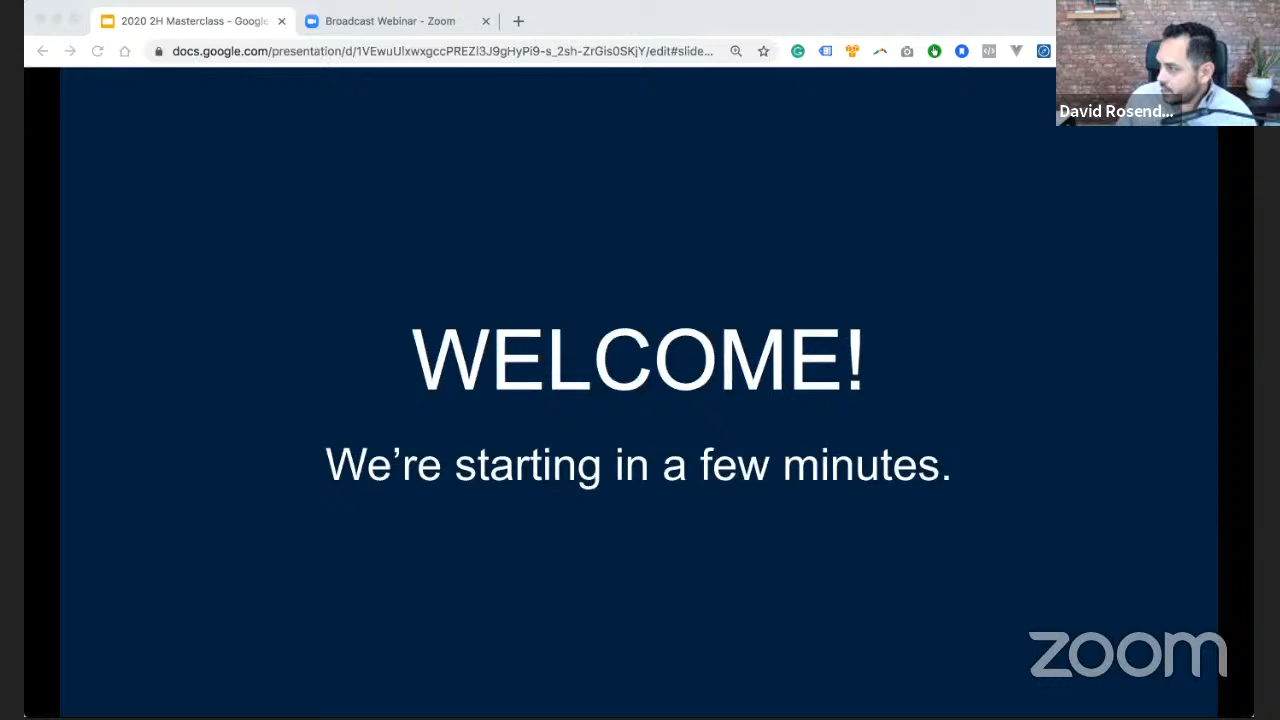 2020 2H Masterclass - Google
Broadcast Webinar - Zoom
docs.google.com/presentation/d/1VEwuUlxwxgccPREZl3J9gHyPi9-s_2sh-ZrGis0SKjY/edit#slide...
David Rosend...
WELCOME!
We’re starting in a few minutes.
zoom